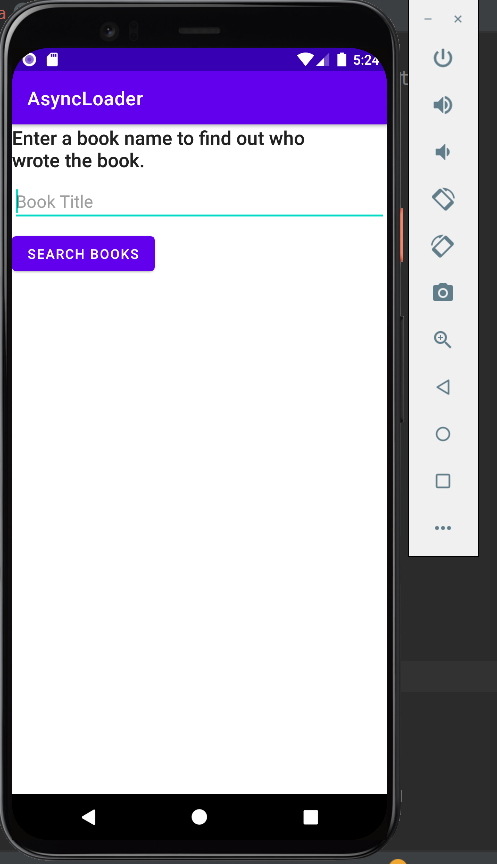 5:24
AsyncLoader
Enter a book name to find out who
wrote the book.
Book Title
SEARCH BOOKS